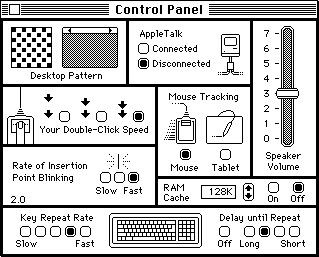 Control Panel
Desktop Pattern
AppleTalk
Connected
Disconnected
7
6
5
4
3
2
1
0
Speaker
Volume
Your Double-Click Speed
Mouse Tracking
Mouse
Tablet
Rate of Insertion
Point Blinking
Slow
Fast
2.0
RAM
Cache
128K
On
Off
Key Repeat Rate
Slow
Fast
Delay until Repeat
Off
Long
Short